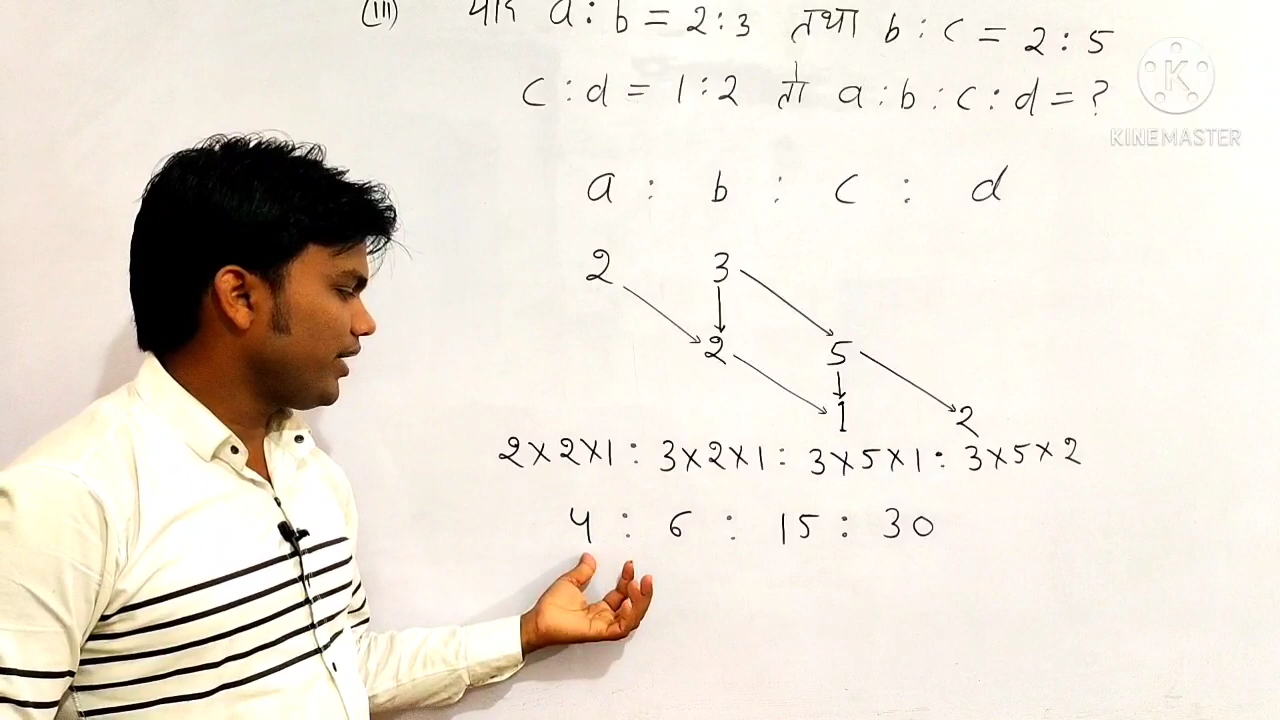 (iii) यदि a : b = 2 : 3 तथा b : c = 2 : 5
c : d = 1 : 2 तो a : b : c : d = ?
K
KINEMASTER
a : b : c : d
2 3
2 5
1 2
2×2×1 : 3×2×1 : 3×5×1 : 3×5×2
4 : 6 : 15 : 30